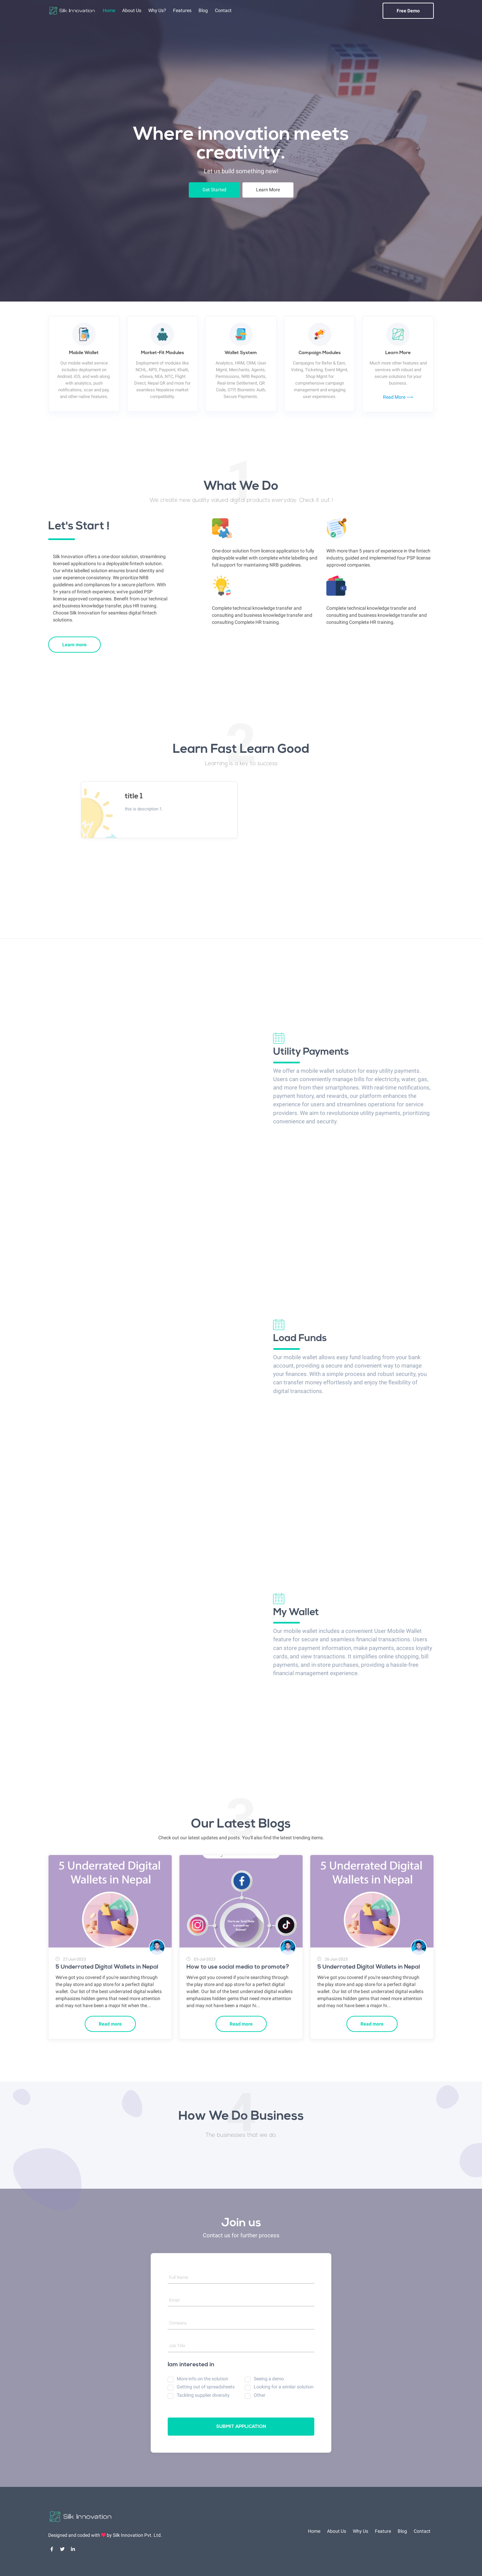 Silk Innovation
Home
About Us
Why Us?
Features
Blog
Contact
Free Demo
Where innovation meets
creativity.
Let us build something new!
Get Started
Learn More
Mobile Wallet
Our mobile wallet service
includes deployment on
Android, iOS, and web along
with analytics, push
notifications, scan and pay
and other native features.
Market-Fit Modules
Deployment of modules like
NCHL, NPS, Paypoint, Khalti,
eSewa, NEA, NTC, Flight
Direct, Nepal QR and more for
seamless Nepalese market
compatibility.
Wallet System
Analytics, HRM, CRM, User
Mgmt, Merchants, Agents,
Permissions, NRB Reports,
Real-time Settlement, QR
Code, OTP, Biometric Auth,
Secure Payments.
Campaign Modules
Campaigns for Refer & Earn,
Voting, Ticketing, Event Mgmt,
Shop Mgmt for
comprehensive campaign
management and engaging
user experiences.
Learn More
Much more other features and
services with robust and
secure solutions for your
business.
Read More
1
What We Do
We create new quality valued digital products everyday. Check it out !
Let's Start !
Silk Innovation offers a one-door solution, streamlining
licensed applications to a deployable fintech solution.
Our white-labelled solution ensures brand identity and
user experience consistency. We prioritize NRB
guidelines and compliances for a secure platform. With
5+ years of fintech experience, we've guided PSP
license approved companies. Benefit from our technical
and business knowledge transfer, plus HR training.
Choose Silk Innovation for seamless digital fintech
solutions.
Learn more
One-door solution from licence application to fully
deployable wallet with complete white labelling and
full support for maintaining NRB guidelines
With more than 5 years of experience in the fintech
industry, guided and implemented four PSP license
approved companies.
Complete technical knowledge transfer and
consulting and business knowledge transfer and
consulting Complete HR training.
Complete technical knowledge transfer and
consulting and business knowledge transfer and
consulting.Complete HR training.
2
Learn Fast Learn Good
Learning is a key to success
title 1
this is description 1
Utility Payments
We offer a mobile wallet solution for easy utility payments.
Users can conveniently manage bills for electricity, water, gas,
and more from their smartphones. With real-time notifications,
payment history, and rewards, our platform enhances the
experience for users and streamlines operations for service
providers. We aim to revolutionize utility payments, prioritizing
convenience and security.
Load Funds
Our mobile wallet allows easy fund loading from your bank
account, providing a secure and convenient way to manage
your finances. With a simple process and robust security, you
can transfer money effortlessly and enjoy the flexibility of
digital transactions.
My Wallet
Our mobile wallet includes a convenient User Mobile Wallet
feature for secure and seamless financial transactions. Users
can store payment information, make payments, access loyalty
cards, and view transactions. It simplifies online shopping, bill
payments, and in-store purchases, providing a hassle-free
financial management experience.
3
Our Latest Blogs
Check out our latest updates and posts. You'll also find the latest trending items.
5 Underrated Digital
Wallets in Nepal
27-Jun-2023
5 Underrated Digital Wallets in Nepal
We've got you covered if you're searching through
the play store and app store for a perfect digital
wallet. Our list of the best underrated digital wallets
emphasizes hidden gems that need more attention
and may not have been a major hit when the...
Read more
How to use social media to promote?
We've got you covered if you're searching through
the play store and app store for a perfect digital
wallet. Our list of the best underrated digital wallets
emphasizes hidden gems that need more attention
and may not have been a major hi...
Read more
5 Underrated Digital
Wallets in Nepal
5 Underrated Digital Wallets in Nepal
We've got you covered if you're searching through
the play store and app store for a perfect digital
wallet. Our list of the best underrated digital wallets
emphasizes hidden gems that need more attention
and may not have been a major hi...
Read more
4
How We Do Business
The businesses that we do.
Join us
Contact us for further process
Full Name
Email
Company
Job Title
Iam interested in
More info on this solution
Seeing a demo
Getting out of spreadsheets
Looking for a similar solution
Tackling supplier diversity
Other
SUBMIT APPLICATION
Silk Innovation
Designed and coded with by Silk Innovation Pvt. Ltd.
Home
About Us
Why Us
Feature
Blog
Contact